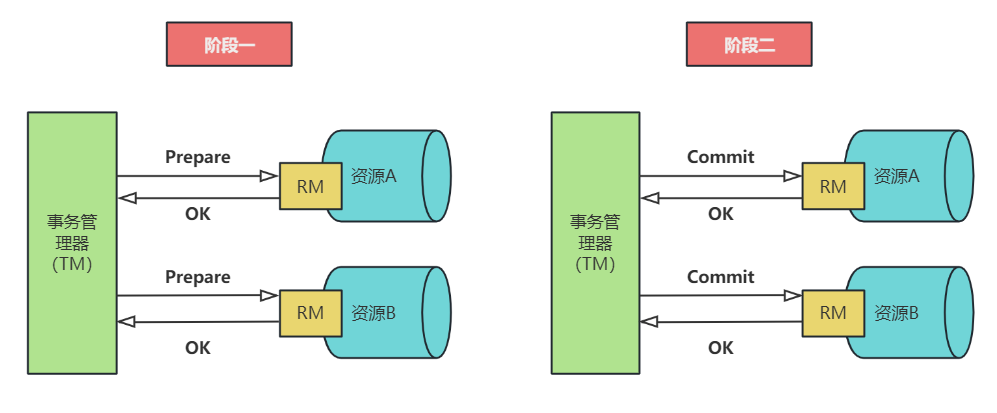 阶段一
阶段二
事务管
理器
(TM)
Prepare
OK
RM
资源A
Prepare
OK
RM
资源B
事务管
理器
(TM)
Commit
OK
RM
资源A
Commit
OK
RM
资源B